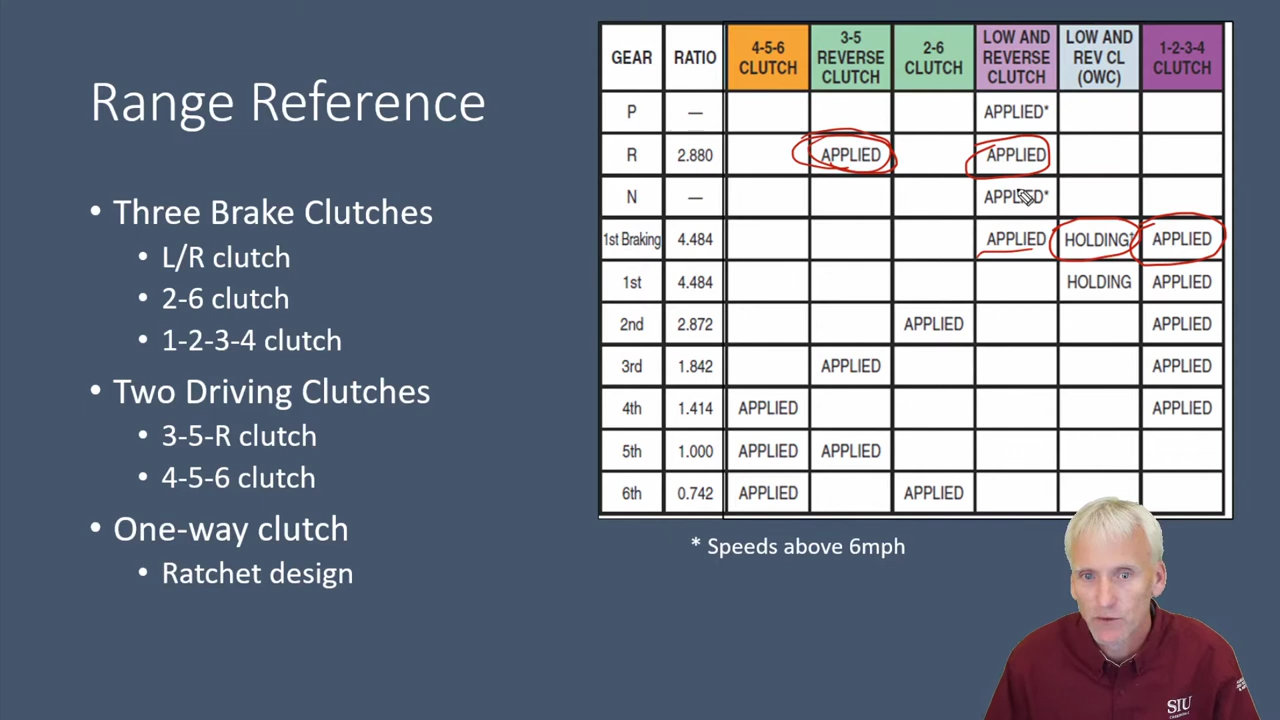 Range Reference
• Three Brake Clutches
• L/R clutch
• 2-6 clutch
• 1-2-3-4 clutch
• Two Driving Clutches
• 3-5-R clutch
• 4-5-6 clutch
• One-way clutch
• Ratchet design
GEAR RATIO 4-5-6 CLUTCH 3-5 REVERSE CLUTCH 2-6 CLUTCH LOW AND REVERSE CLUTCH LOW AND REV CL (OWC) 1-2-3-4 CLUTCH
P — APPLIED*
R 2.880 APPLIED APPLIED
N — APPLIED*
1st Braking 4.484 APPLIED HOLDING* APPLIED
1st 4.484 HOLDING APPLIED
2nd 2.872 APPLIED APPLIED
3rd 1.842 APPLIED APPLIED
4th 1.414 APPLIED APPLIED
5th 1.000 APPLIED APPLIED
6th 0.742 APPLIED APPLIED
* Speeds above 6mph
SIU